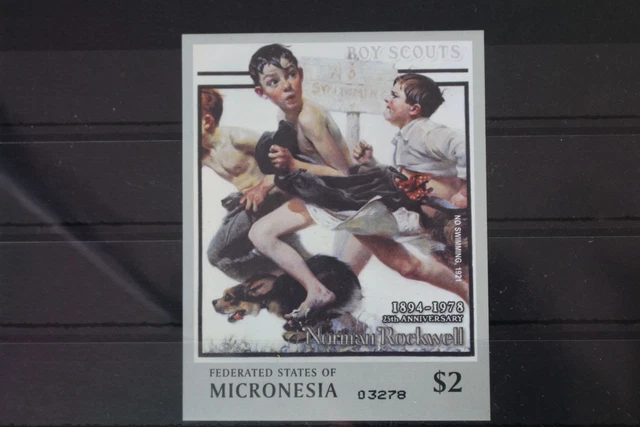 BOY SCOUTS
NO
SWIMMING
NO SWIMMING, 1921
1894-1978
25th ANNIVERSARY
Norman Rockwell
FEDERATED STATES OF
MICRONESIA
03278
$2